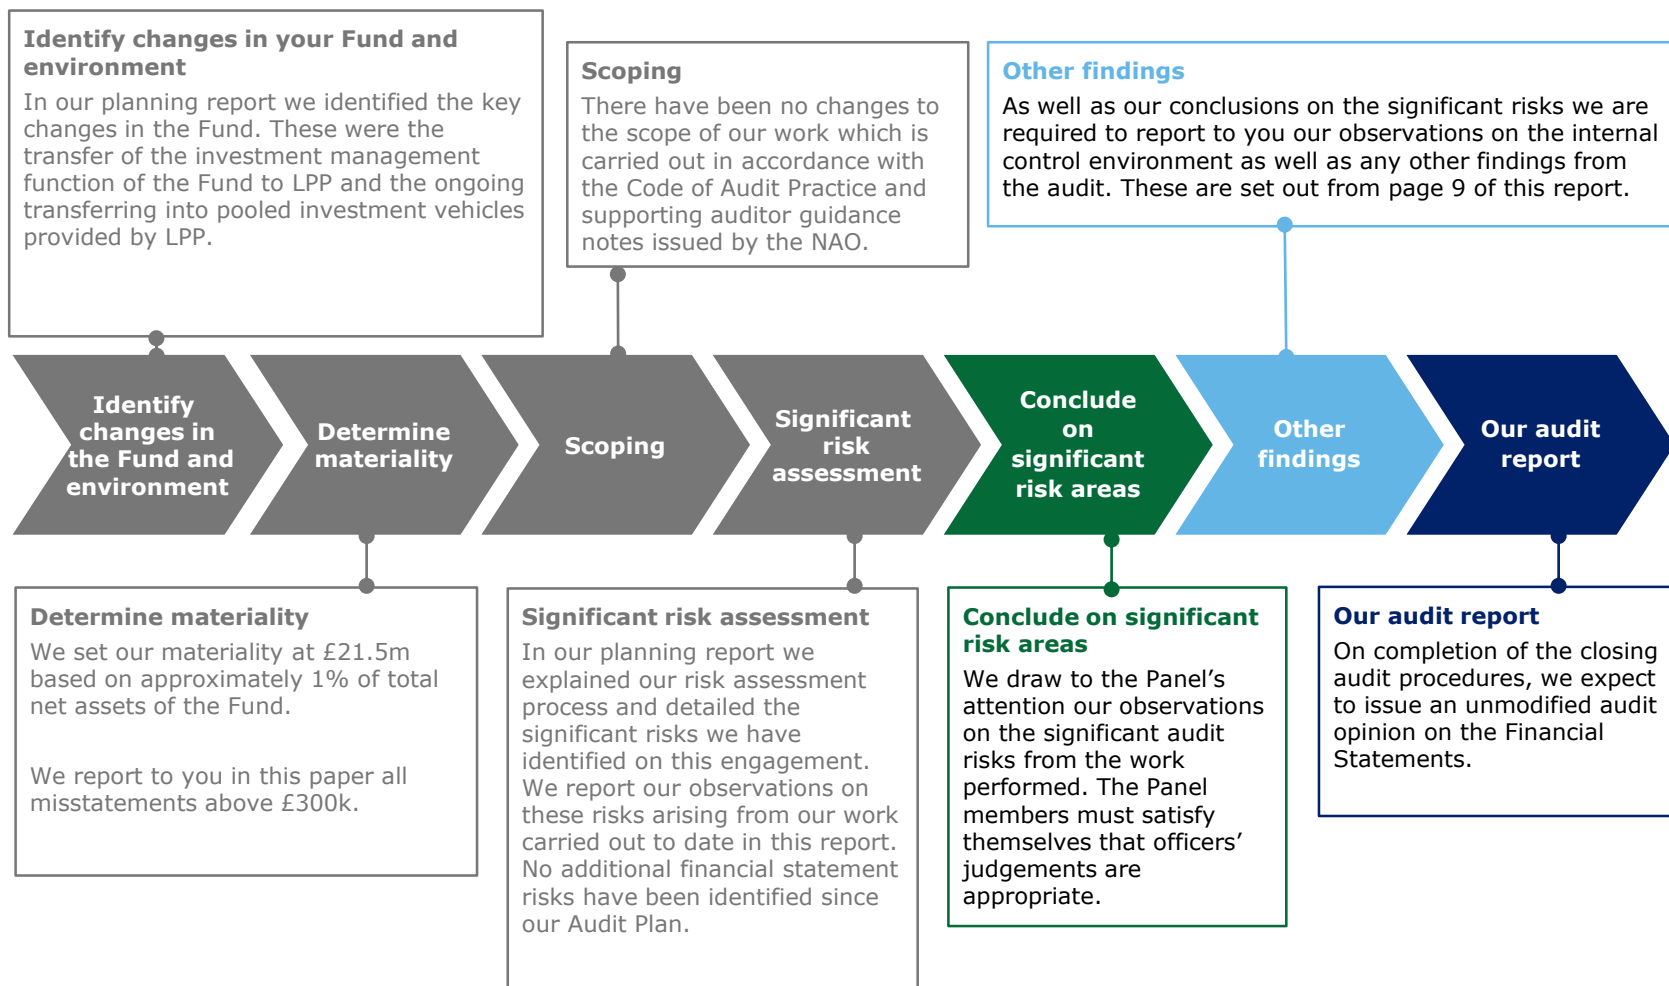 Identify changes in your Fund and
environment
In our planning report we identified the key
changes in the Fund. These were the
transfer of the investment management
function of the Fund to LPP and the ongoing
transferring into pooled investment vehicles
provided by LPP.
Scoping
There have been no changes to
the scope of our work which is
carried out in accordance with
the Code of Audit Practice and
supporting auditor guidance
notes issued by the NAO.
Other findings
As well as our conclusions on the significant risks we are
required to report to you our observations on the internal
control environment as well as any other findings from
the audit. These are set out from page 9 of this report.
Identify
changes in
the Fund and
environment
Determine
materiality
Scoping
Significant
risk
assessment
Conclude
on
significant
risk areas
Other
findings
Our audit
report
Determine materiality
We set our materiality at £21.5m
based on approximately 1% of total
net assets of the Fund.
We report to you in this paper all
misstatements above £300k.
Significant risk assessment
In our planning report we
explained our risk assessment
process and detailed the
significant risks we have
identified on this engagement.
We report our observations on
these risks arising from our work
carried out to date in this report.
No additional financial statement
risks have been identified since
our Audit Plan.
Conclude on significant
risk areas
We draw to the Panel’s
attention our observations
on the significant audit
risks from the work
performed. The Panel
members must satisfy
themselves that officers’
judgements are
appropriate.
Our audit report
On completion of the closing
audit procedures, we expect
to issue an unmodified audit
opinion on the Financial
Statements.